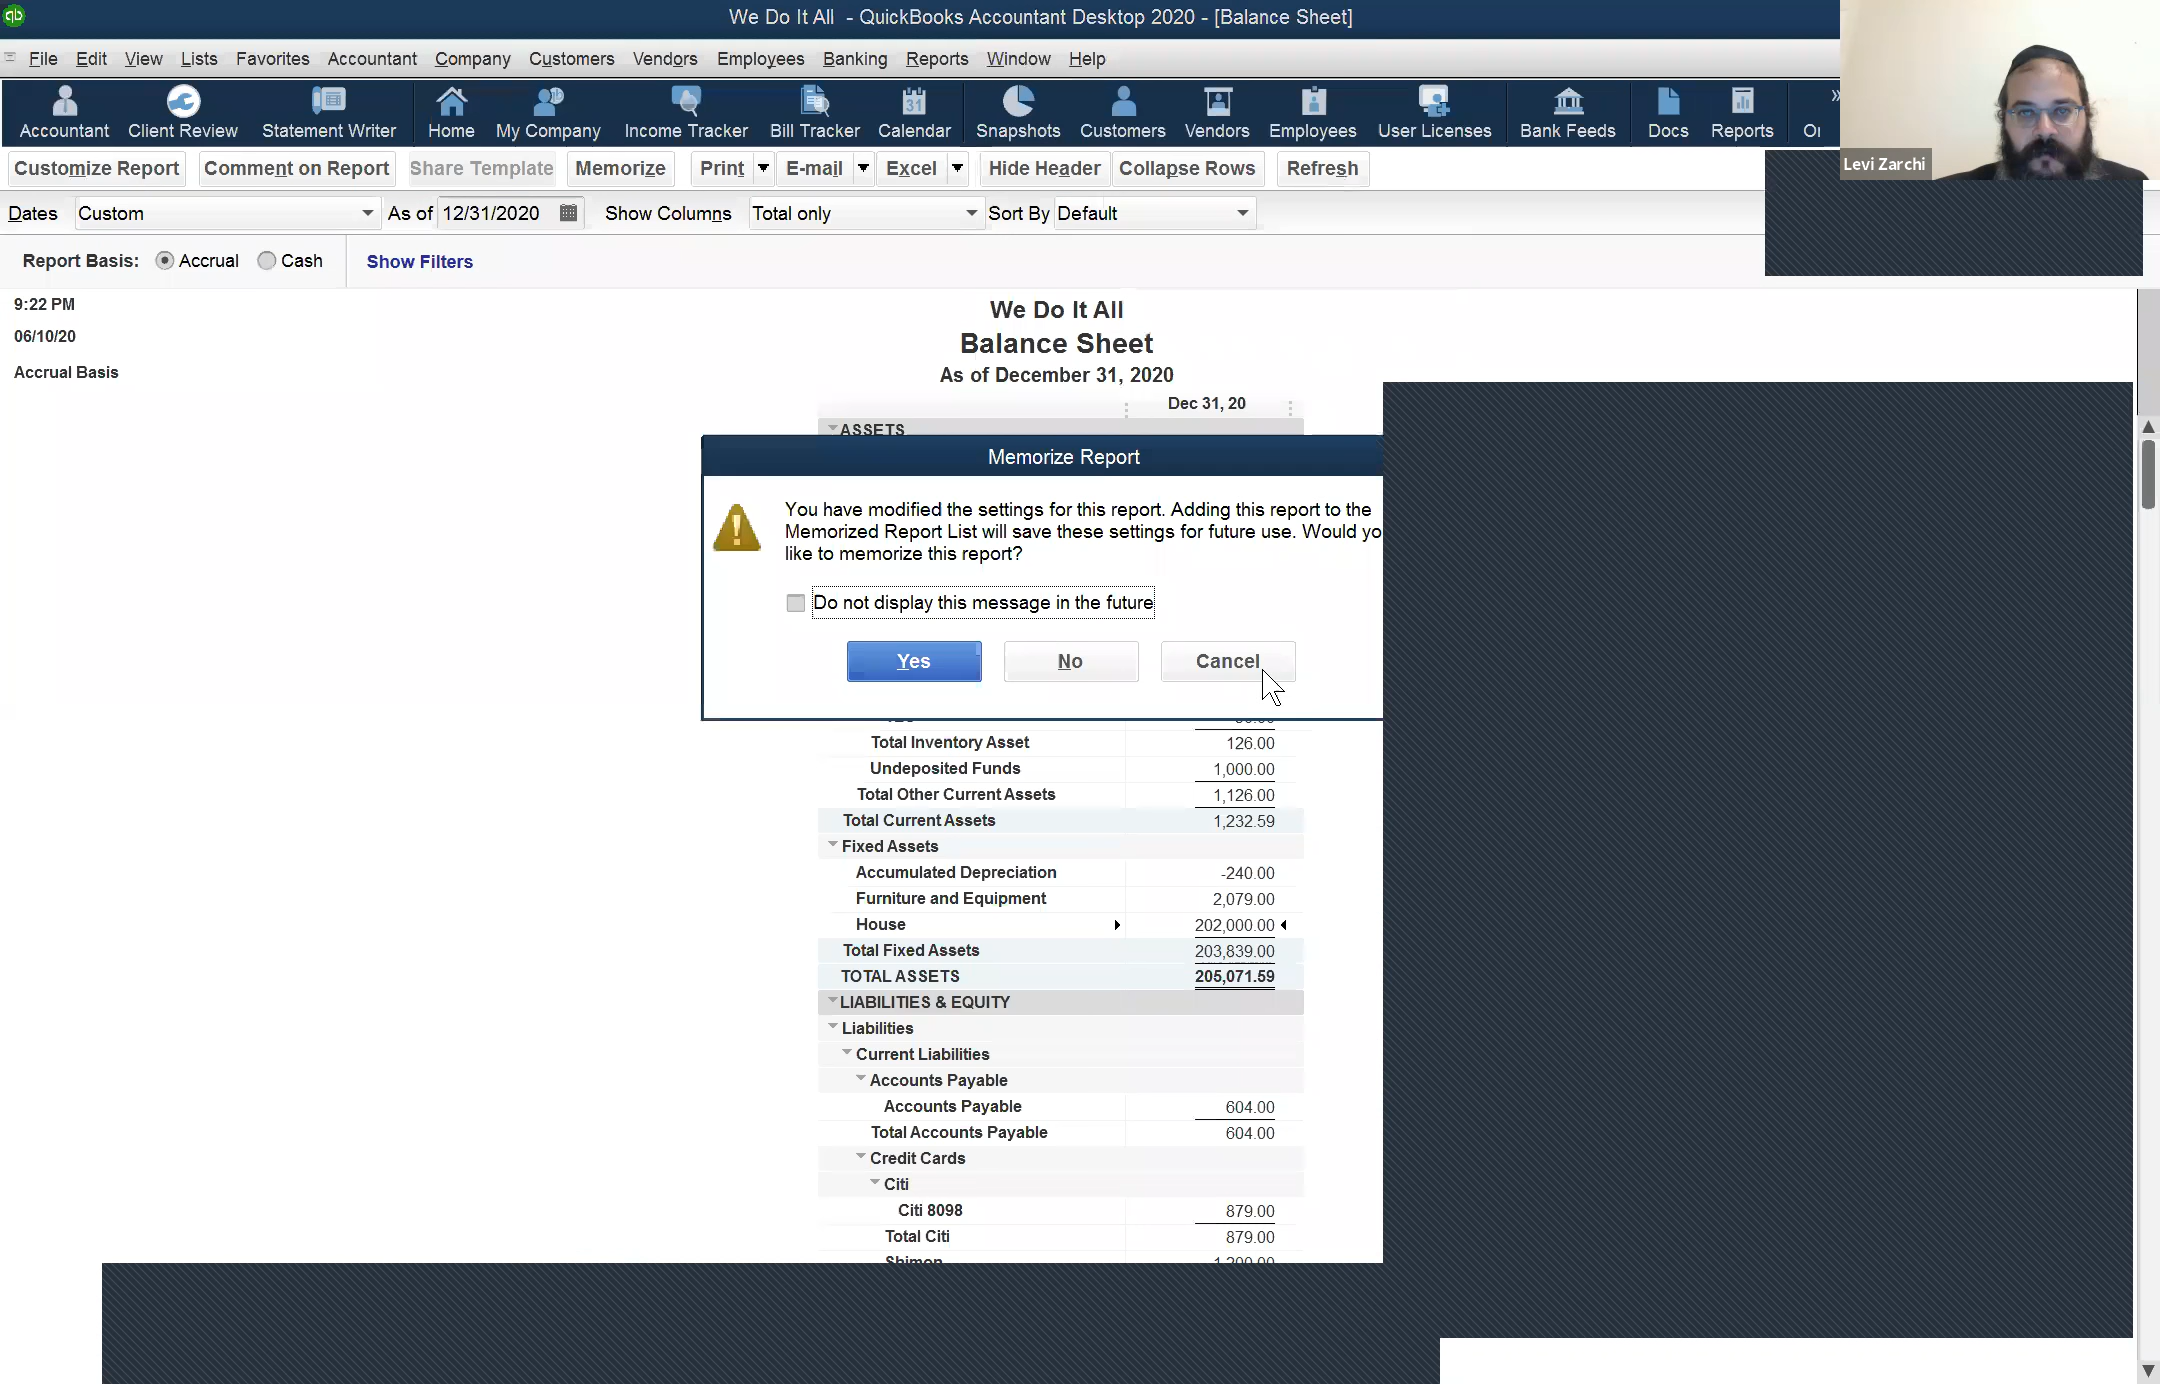 We Do It All - QuickBooks Accountant Desktop 2020 - [Balance Sheet]
File Edit View Lists Favorites Accountant Company Customers Vendors Employees Banking Reports Window Help
Accountant Client Review Statement Writer Home My Company Income Tracker Bill Tracker Calendar Snapshots Customers Vendors Employees User Licenses Bank Feeds Docs Reports
Levi Zarchi
Customize Report Comment on Report Share Template Memorize Print E-mail Excel Hide Header Collapse Rows Refresh
Dates Custom As of 12/31/2020 Show Columns Total only Sort By Default
Report Basis: Accrual Cash Show Filters
9:22 PM
06/10/20
Accrual Basis
We Do It All
Balance Sheet
As of December 31, 2020
Dec 31, 20
ASSETS
Memorize Report
You have modified the settings for this report. Adding this report to the
Memorized Report List will save these settings for future use. Would yo
like to memorize this report?
Do not display this message in the future
Yes No Cancel
Total Inventory Asset 126.00
Undeposited Funds 1,000.00
Total Other Current Assets 1,126.00
Total Current Assets 1,232.59
Fixed Assets
Accumulated Depreciation -240.00
Furniture and Equipment 2,079.00
House 202,000.00
Total Fixed Assets 203,839.00
TOTAL ASSETS 205,071.59
LIABILITIES & EQUITY
Liabilities
Current Liabilities
Accounts Payable
Accounts Payable 604.00
Total Accounts Payable 604.00
Credit Cards
Citi
Citi 8098 879.00
Total Citi 879.00
Shimon 1,200.00